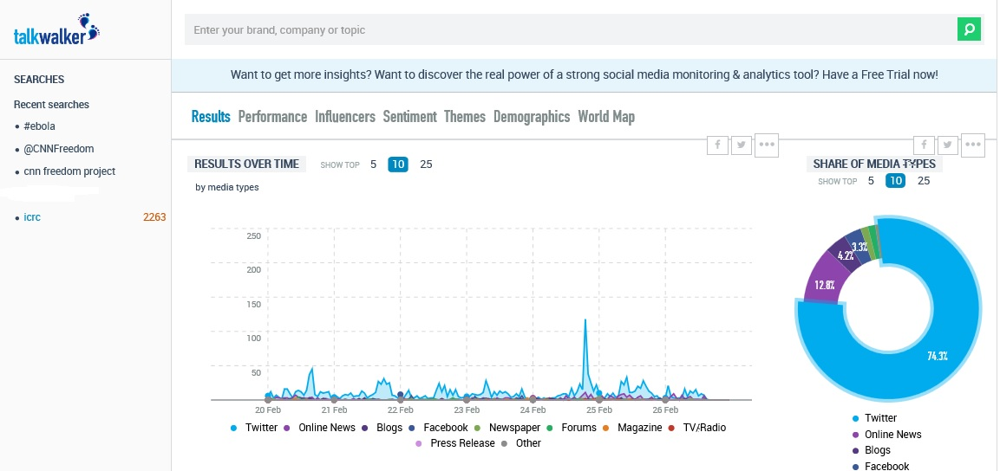 talkwalker
Enter your brand, company or topic
Want to get more insights? Want to discover the real power of a strong social media monitoring & analytics tool? Have a Free Trial now!
SEARCHES
Recent searches
#ebola
@CNNFreedom
cnn freedom project
icrc 2263
Results Performance Influencers Sentiment Themes Demographics World Map
RESULTS OVER TIME SHOW TOP 5 10 25
by media types
250
200
150
100
50
20 Feb 21 Feb 22 Feb 23 Feb 24 Feb 25 Feb 26 Feb
Twitter Online News Blogs Facebook Newspaper Forums Magazine TV/Radio
Press Release Other
SHARE OF MEDIA TYPES
SHOW TOP 5 10 25
3.3%
4.2%
12.8%
74.3%
Twitter
Online News
Blogs
Facebook